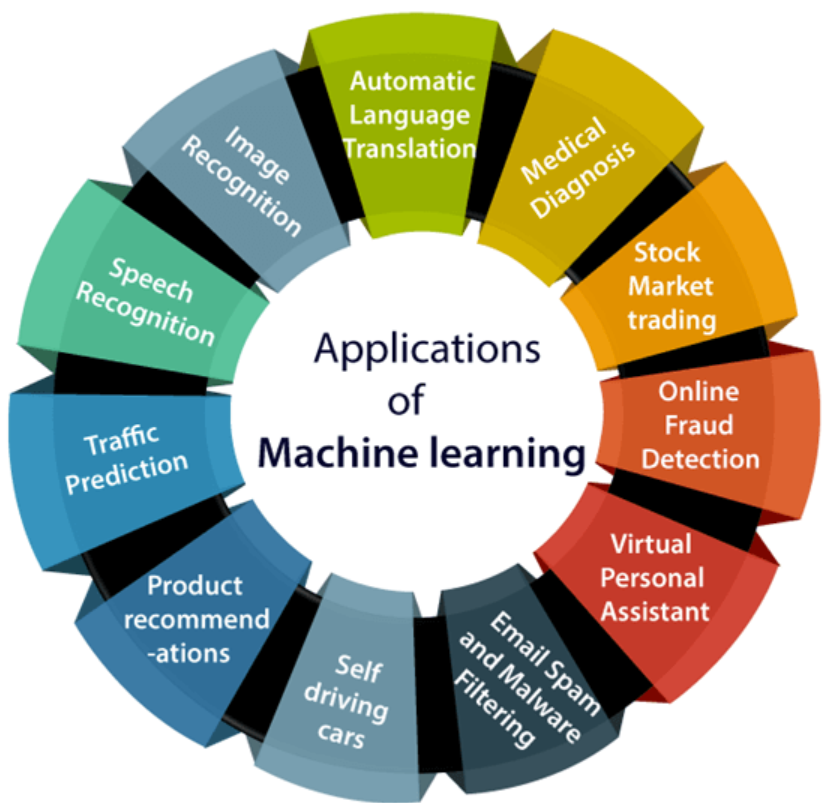 Applications
of
Machine learning
Automatic
Language
Translation
Medical
Diagnosis
Stock
Market
trading
Online
Fraud
Detection
Virtual
Personal
Assistant
Email Spam
and Malware
Filtering
Self
driving
cars
Product
recommend
-ations
Traffic
Prediction
Speech
Recognition
Image
Recognition